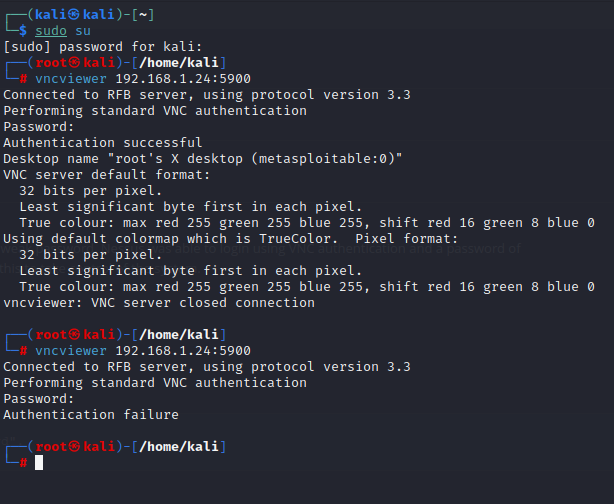 ┌──(kali㉿kali)-[~]
└─$ sudo su
[sudo] password for kali:
┌──(root㉿kali)-[/home/kali]
└─# vncviewer 192.168.1.24:5900
Connected to RFB server, using protocol version 3.3
Performing standard VNC authentication
Password:
Authentication successful
Desktop name "root's X desktop (metasploitable:0)"
VNC server default format:
  32 bits per pixel.
  Least significant byte first in each pixel.
  True colour: max red 255 green 255 blue 255, shift red 16 green 8 blue 0
Using default colormap which is TrueColor.  Pixel format:
  32 bits per pixel.
  Least significant byte first in each pixel.
  True colour: max red 255 green 255 blue 255, shift red 16 green 8 blue 0
vncviewer: VNC server closed connection
┌──(root㉿kali)-[/home/kali]
└─# vncviewer 192.168.1.24:5900
Connected to RFB server, using protocol version 3.3
Performing standard VNC authentication
Password:
Authentication failure
┌──(root㉿kali)-[/home/kali]
└─#